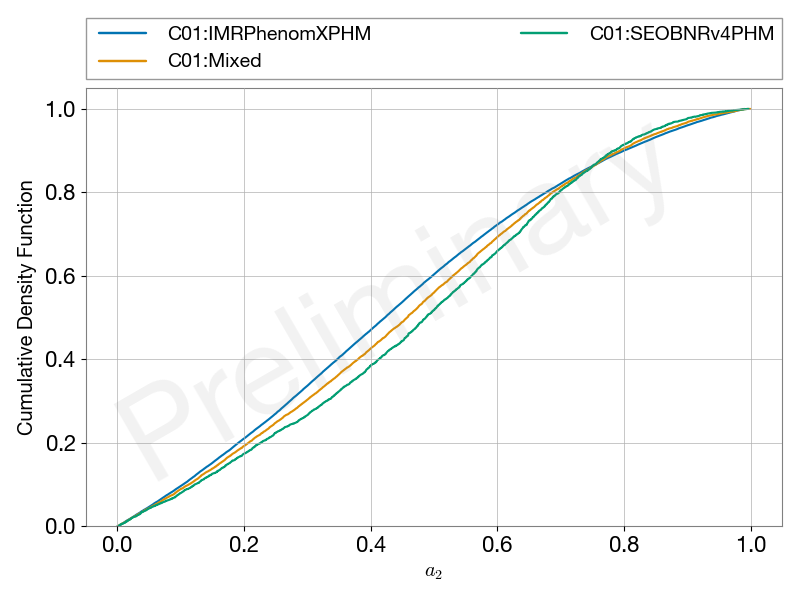 C01:IMRPhenomXPHM
C01:Mixed
C01:SEOBNRv4PHM
1.0
0.8
0.6
0.4
0.2
0.0
Cumulative Density Function
Preliminary
0.0 0.2 0.4 0.6 0.8 1.0
a₂